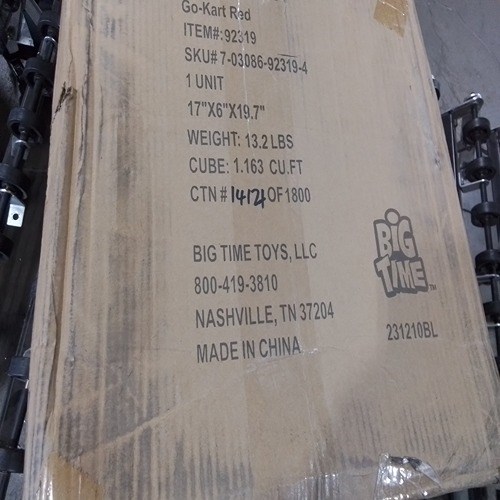 Go-Kart Red
ITEM#: 92319
SKU# 7-03086-92319-4
1 UNIT
17"X6"X19.7"
WEIGHT: 13.2 LBS
CUBE: 1.163 CU.FT
CTN # 1412 OF 1800
BIG TIME TOYS, LLC
800-419-3810
NASHVILLE, TN 37204
MADE IN CHINA
BIG
TIME™
231210BL